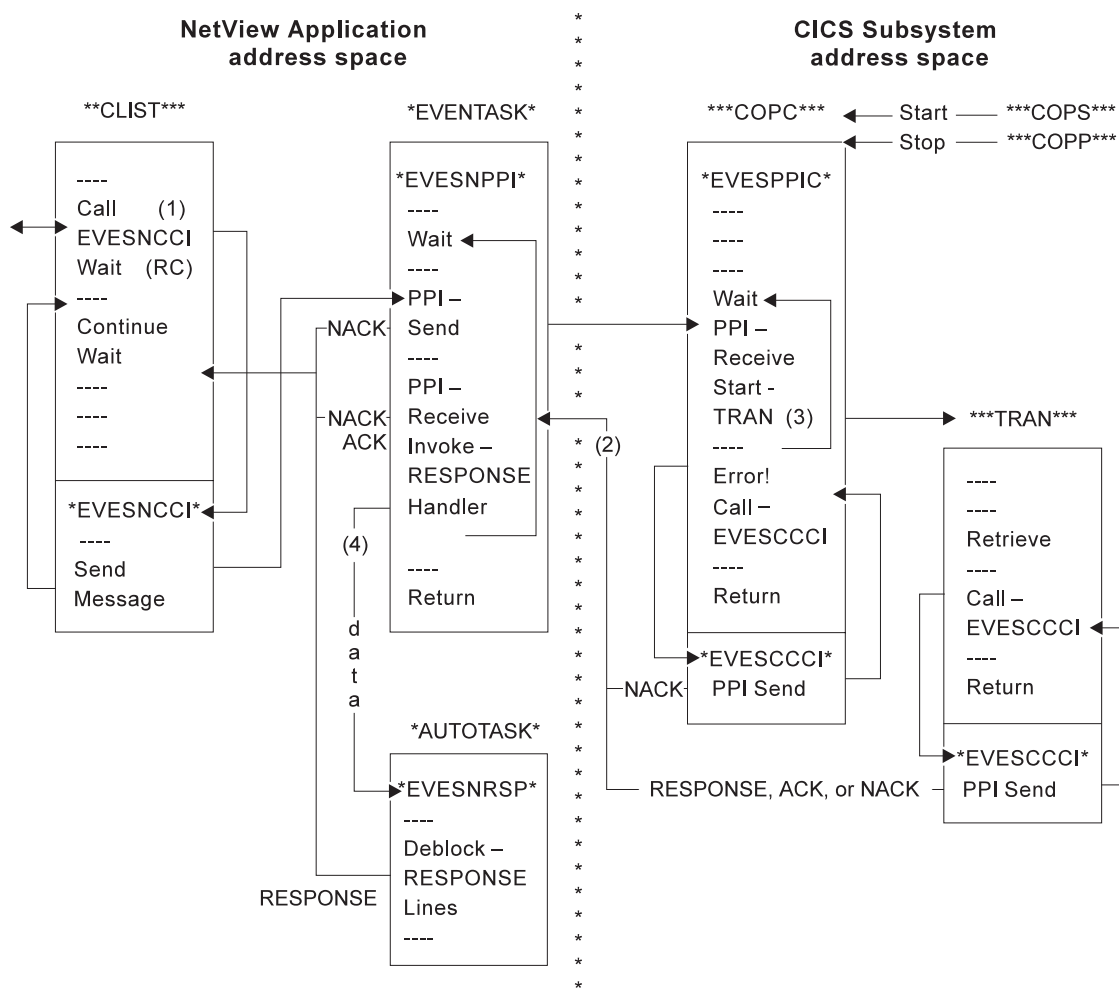 NetView Application
address space
CICS Subsystem
address space
**CLIST***
----
Call (1)
EVESNCCI
Wait (RC)
----
Continue
Wait
----
----
----
*EVESNCCI*
----
Send
Message
*EVENTASK*
*EVESNPPI*
----
Wait
----
PPI –
Send
----
PPI –
Receive
Invoke –
RESPONSE
Handler
----
Return
NACK
NACK
ACK
(4)
data
*AUTOTASK*
*EVESNRSP*
----
Deblock –
RESPONSE
Lines
----
RESPONSE
***COPC***
Start
***COPS***
Stop
***COPP***
*EVESPPIC*
----
----
----
Wait
PPI –
Receive
Start -
TRAN (3)
----
Error!
Call –
EVESCCCI
----
Return
*EVESCCCI*
PPI Send
(2)
NACK
***TRAN***
----
----
Retrieve
----
Call –
EVESCCCI
----
Return
*EVESCCCI*
PPI Send
RESPONSE, ACK, or NACK